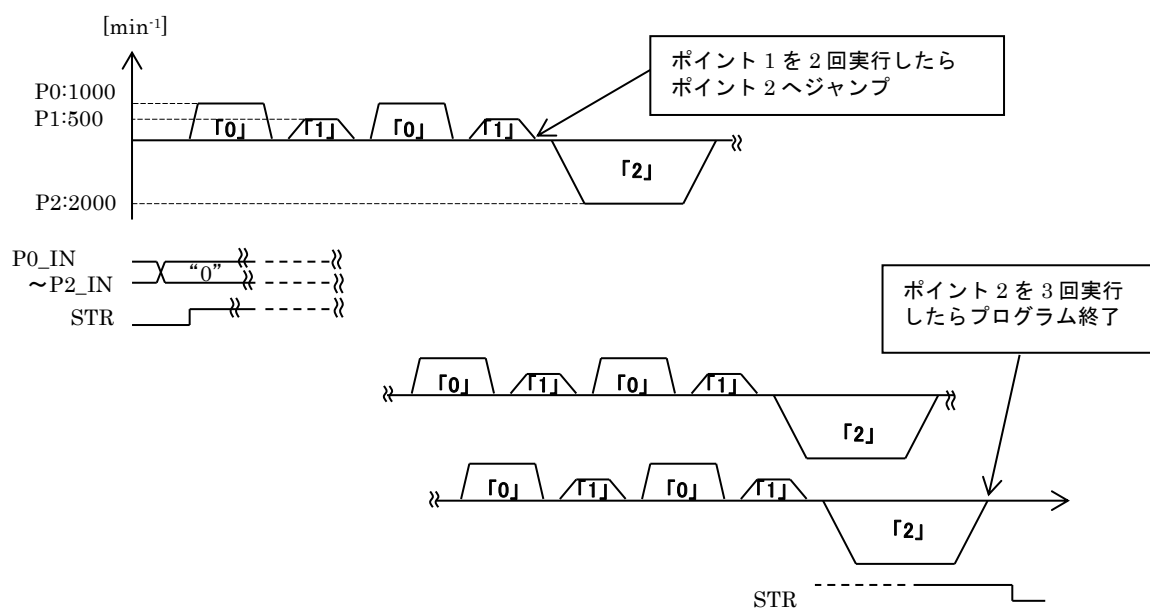 [min⁻¹]
ポイント 1 を 2 回実行したら
ポイント 2 へジャンプ
P0:1000
P1:500
「0」
「1」
「0」
「1」
「2」
P2:2000
P0_IN
～P2_IN
“0”
STR
ポイント 2 を 3 回実行
したらプログラム終了
「0」
「1」
「0」
「1」
「2」
「0」
「1」
「0」
「1」
「2」
STR